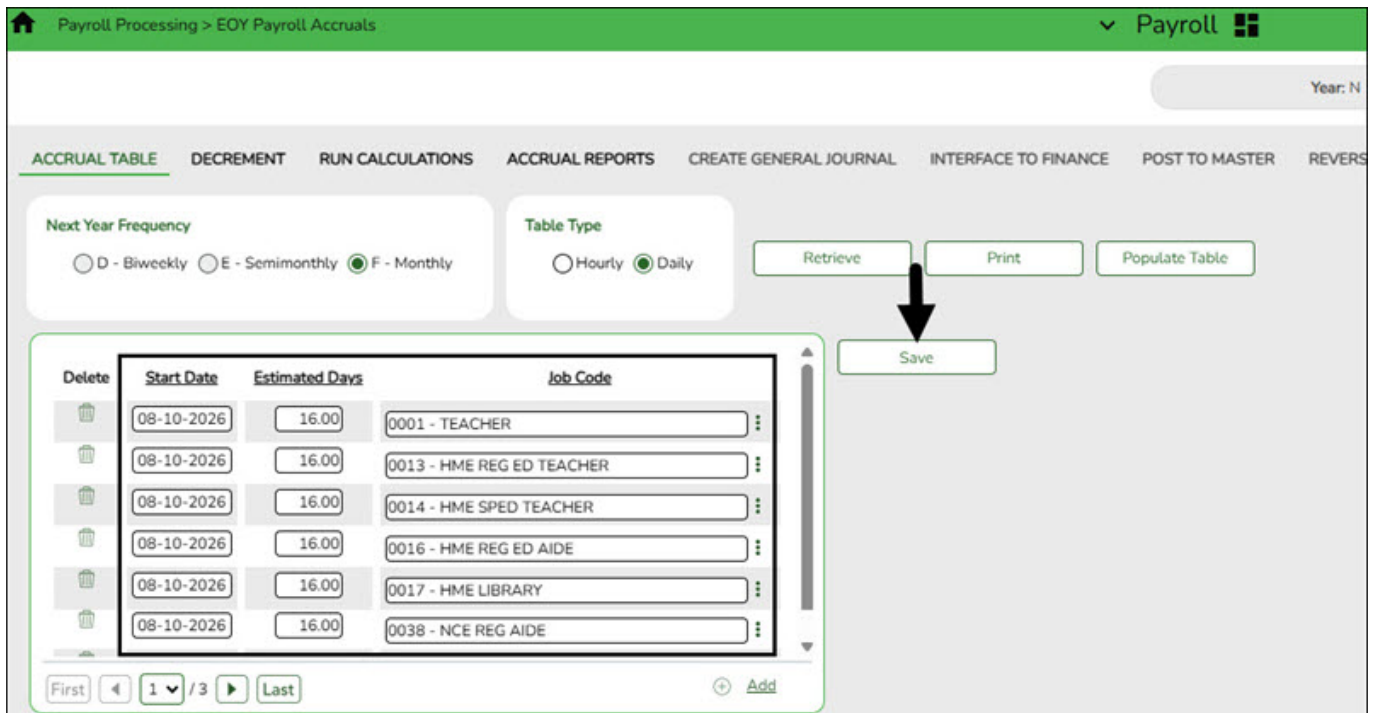 Payroll Processing > EOY Payroll Accruals
Payroll
Year: N
ACCRUAL TABLE DECREMENT RUN CALCULATIONS ACCRUAL REPORTS CREATE GENERAL JOURNAL INTERFACE TO FINANCE POST TO MASTER REVERS
Next Year Frequency
D - Biweekly E - Semimonthly F - Monthly
Table Type
Hourly Daily
Retrieve Print Populate Table
Save
Delete Start Date Estimated Days Job Code
08-10-2026 16.00 0001 - TEACHER
08-10-2026 16.00 0013 - HME REG ED TEACHER
08-10-2026 16.00 0014 - HME SPED TEACHER
08-10-2026 16.00 0016 - HME REG ED AIDE
08-10-2026 16.00 0017 - HME LIBRARY
08-10-2026 16.00 0038 - NCE REG AIDE
First 1 / 3 Last Add